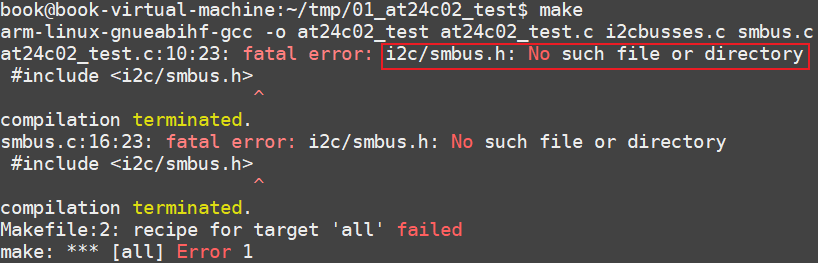 book@book-virtual-machine:~/tmp/01_at24c02_test$ make
arm-linux-gnueabihf-gcc -o at24c02_test at24c02_test.c i2cbusses.c smbus.c
at24c02_test.c:10:23: fatal error: i2c/smbus.h: No such file or directory
 #include <i2c/smbus.h>
                       ^
compilation terminated.
smbus.c:16:23: fatal error: i2c/smbus.h: No such file or directory
 #include <i2c/smbus.h>
                       ^
compilation terminated.
Makefile:2: recipe for target 'all' failed
make: *** [all] Error 1